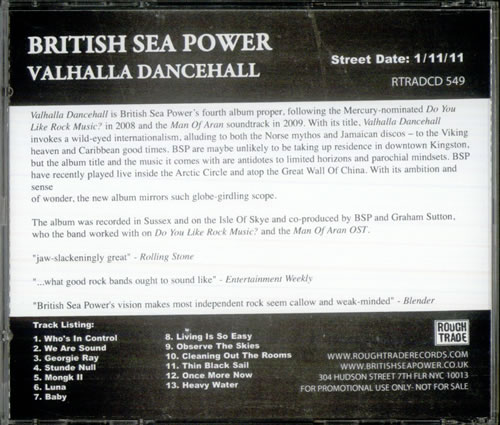 BRITISH SEA POWER
VALHALLA DANCEHALL
Street Date: 1/11/11
RTRADCD 549
Valhalla Dancehall is British Sea Power's fourth album proper, following the Mercury-nominated Do You
Like Rock Music? in 2008 and the Man Of Aran soundtrack in 2009. With its title, Valhalla Dancehall
invokes a wild-eyed internationalism, alluding to both the Norse mythos and Jamaican discos – to the Viking
heaven and Caribbean good times. BSP are maybe unlikely to be taking up residence in downtown Kingston,
but the album title and the music it comes with are antidotes to limited horizons and parochial mindsets. BSP
have recently played live inside the Arctic Circle and atop the Great Wall Of China. With its ambition and
sense
of wonder, the new album mirrors such globe-girdling scope.
The album was recorded in Sussex and on the Isle Of Skye and co-produced by BSP and Graham Sutton,
who the band worked with on Do You Like Rock Music? and the Man Of Aran OST.
"jaw-slackeningly great" - Rolling Stone
"...what good rock bands ought to sound like" - Entertainment Weekly
"British Sea Power's vision makes most independent rock seem callow and weak-minded" - Blender
Track Listing:
1. Who's In Control
2. We Are Sound
3. Georgie Ray
4. Stunde Null
5. Mongk II
6. Luna
7. Baby
8. Living Is So Easy
9. Observe The Skies
10. Cleaning Out The Rooms
11. Thin Black Sail
12. Once More Now
13. Heavy Water
ROUGH
TRADE
WWW.ROUGHTRADERECORDS.COM
WWW.BRITISHSEAPOWER.CO.UK
304 HUDSON STREET 7TH FLR NYC 10013
FOR PROMOTIONAL USE ONLY- NOT FOR SALE